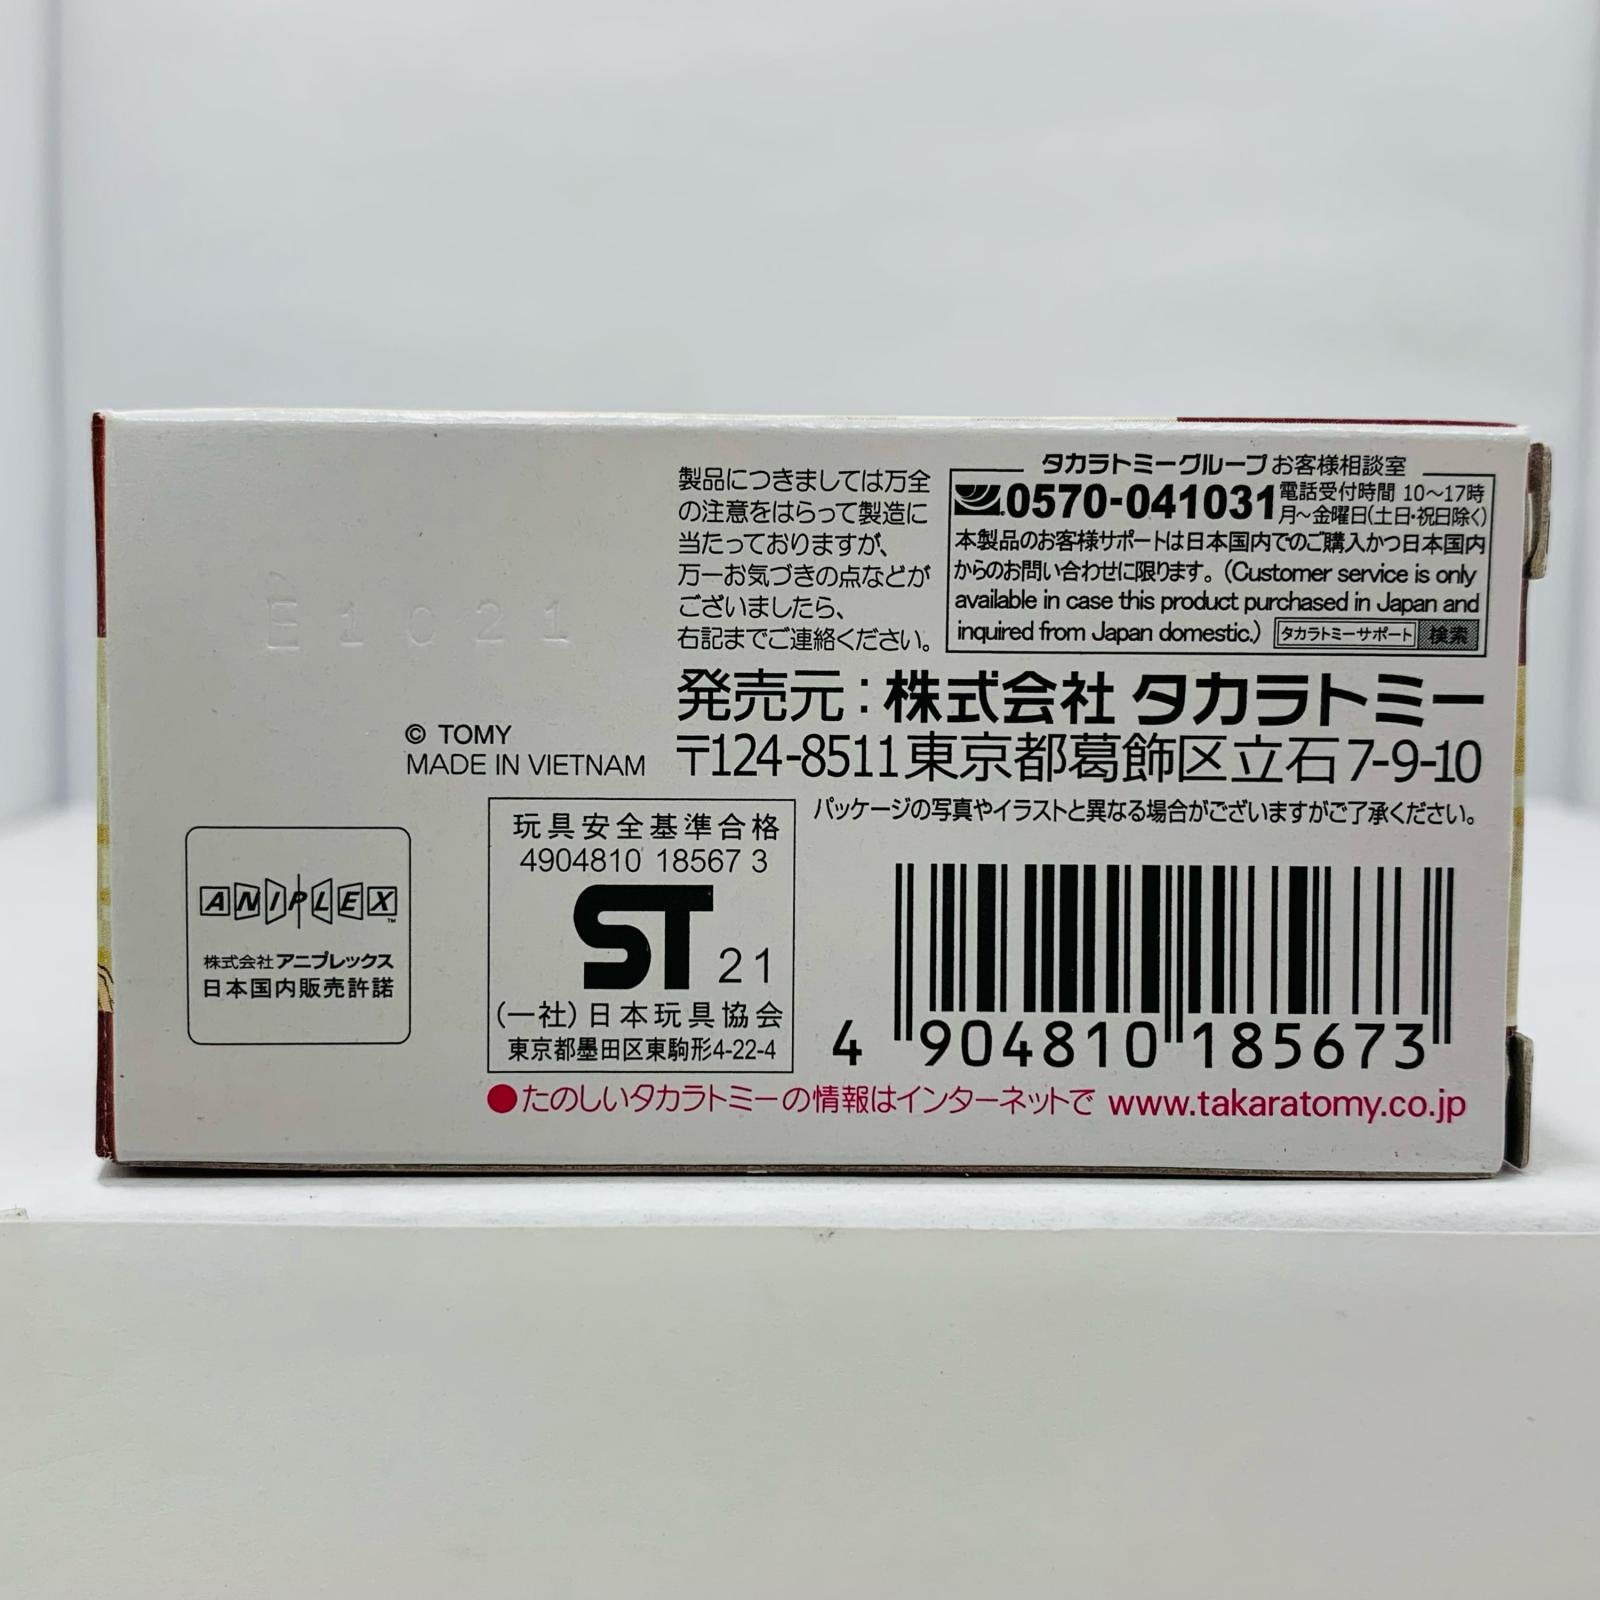 E1021
© TOMY
MADE IN VIETNAM
ANIPLEX™
株式会社アニプレックス
日本国内販売許諾
製品につきましては万全
の注意をはらって製造に
当たっておりますが、
万一お気づきの点などが
ございましたら、
右記までご連絡ください。
タカラトミーグループ お客様相談室
0570-041031 電話受付時間 10～17時
月～金曜日(土日・祝日除く)
本製品のお客様サポートは日本国内でのご購入かつ日本国内
からのお問い合わせに限ります。(Customer service is only
available in case this product purchased in Japan and
inquired from Japan domestic.) タカラトミーサポート 検索
発売元：株式会社 タカラトミー
〒124-8511 東京都葛飾区立石 7-9-10
パッケージの写真やイラストと異なる場合がございますがご了承ください。
玩具安全基準合格
4904810 18567 3
ST 21
(一社)日本玩具協会
東京都墨田区東駒形4-22-4
4 904810 185673
●たのしいタカラトミーの情報はインターネットで www.takaratomy.co.jp